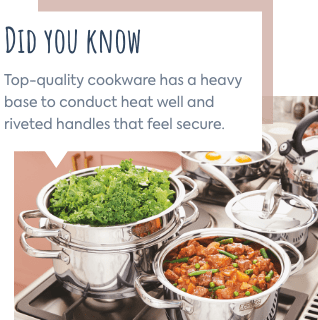 Did you know
Top-quality cookware has a heavy
base to conduct heat well and
riveted handles that feel secure.